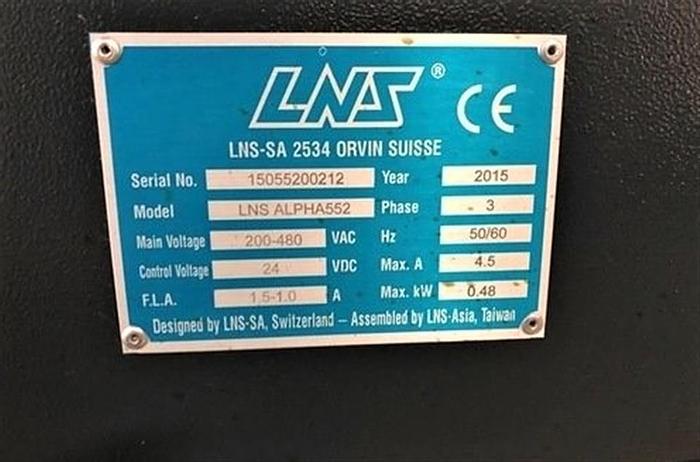 LNS® CE
LNS-SA 2534 ORVIN SUISSE
Serial No. 15055200212 Year 2015
Model LNS ALPHA552 Phase 3
Main Voltage 200-480 VAC Hz 50/60
Control Voltage 24 VDC Max. A 4.5
F.L.A. 1.5-1.0 A Max. kW 0.48
Designed by LNS-SA, Switzerland – Assembled by LNS-Asia, Taiwan